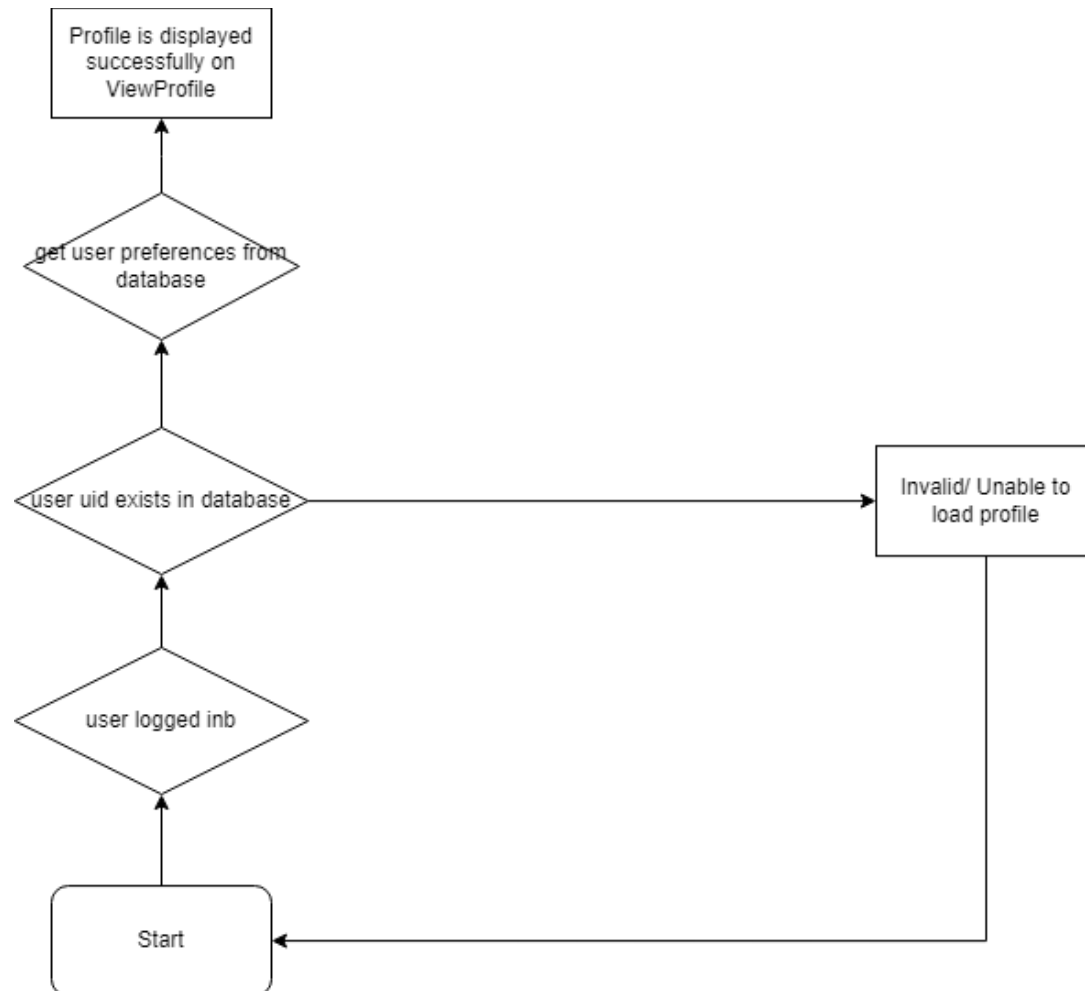 Profile is displayed
successfully on
ViewProfile
get user preferences from
database
user uid exists in database
Invalid/ Unable to
load profile
user logged inb
Start